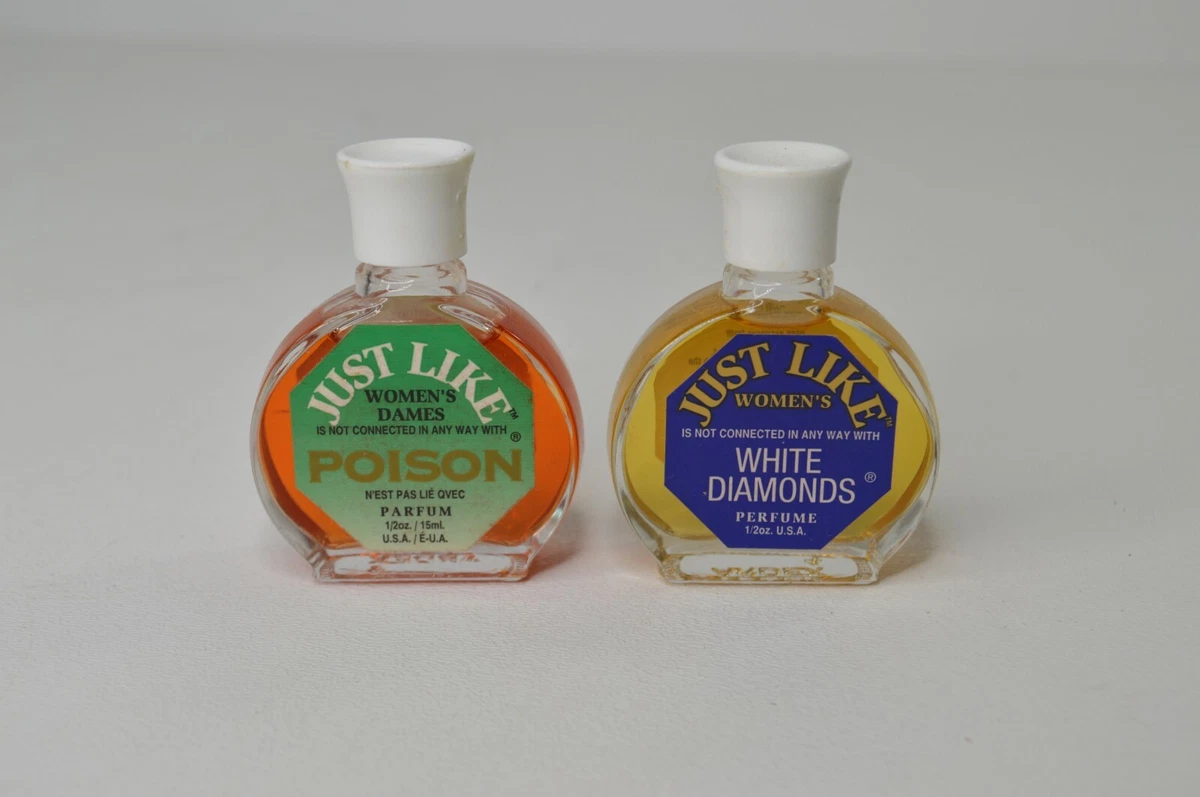 JUST LIKE™
WOMEN'S
DAMES
IS NOT CONNECTED IN ANY WAY WITH
POISON®
N'EST PAS LIÉ QVEC
PARFUM
1/2oz. / 15ml.
U.S.A. / É-U.A.
JUST LIKE™
WOMEN'S
IS NOT CONNECTED IN ANY WAY WITH
WHITE
DIAMONDS®
PERFUME
1/2oz. U.S.A.